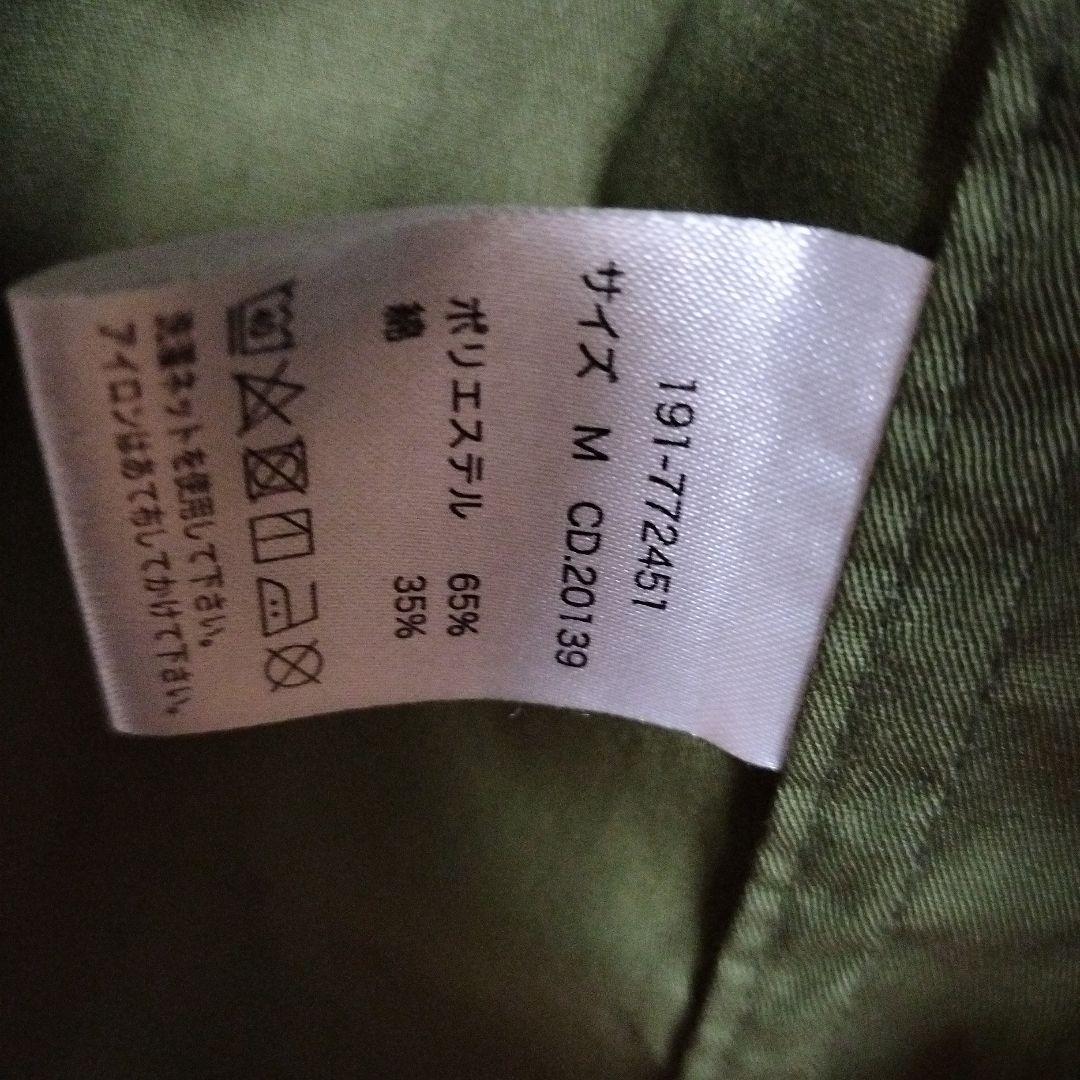 191-772451
サイズ M CD.20139
ポリエステル 65%
綿 35%
40
洗濯ネットを使用して下さい。
アイロンはあて布してかけて下さい。